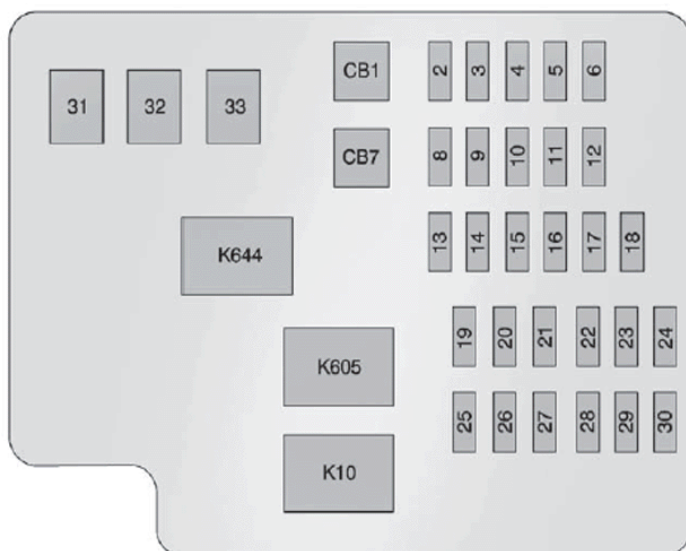 31 32 33 CB1 2 3 4 5 6
CB7 8 9 10 11 12
K644 13 14 15 16 17 18
K605 19 20 21 22 23 24
K10 25 26 27 28 29 30